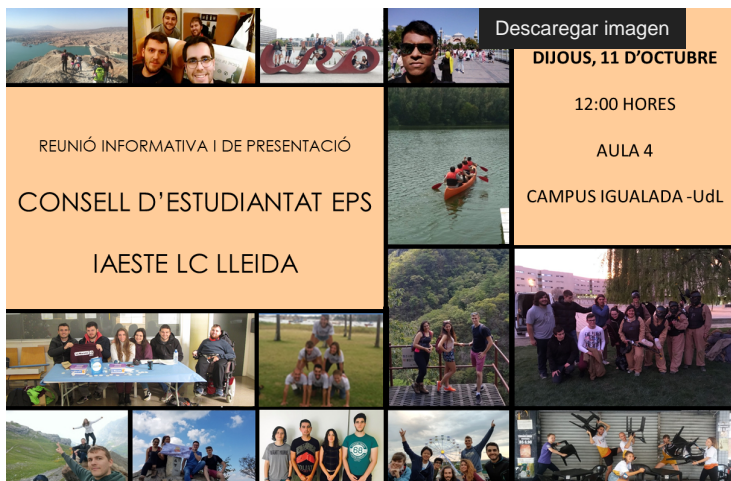 Descaregar imagen
DIJOUS, 11 D'OCTUBRE
12:00 HORES
AULA 4
CAMPUS IGUALADA -UdL
REUNIÓ INFORMATIVA I DE PRESENTACIÓ
CONSELL D'ESTUDIANTAT EPS
IAESTE LC LLEIDA